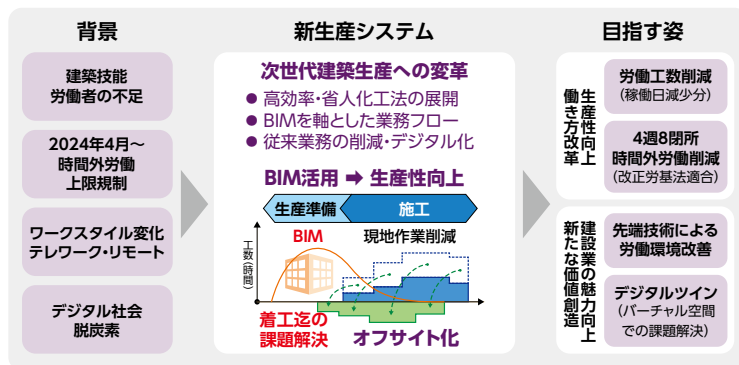 背景
建築技能
労働者の不足
2024年4月～
時間外労働
上限規制
ワークスタイル変化
テレワーク・リモート
デジタル社会
脱炭素
新生産システム
次世代建築生産への変革
● 高効率・省人化工法の展開
● BIMを軸とした業務フロー
● 従来業務の削減・デジタル化
BIM活用 ➡ 生産性向上
生産準備
施工
工数(時間)
BIM
現地作業削減
着工迄の
課題解決
オフサイト化
目指す姿
生産性向上
働き方改革
労働工数削減
(稼働日減少分)
4週8閉所
時間外労働削減
(改正労基法適合)
建設業の魅力向上
新たな価値創造
先端技術による
労働環境改善
デジタルツイン
(バーチャル空間
での課題解決)